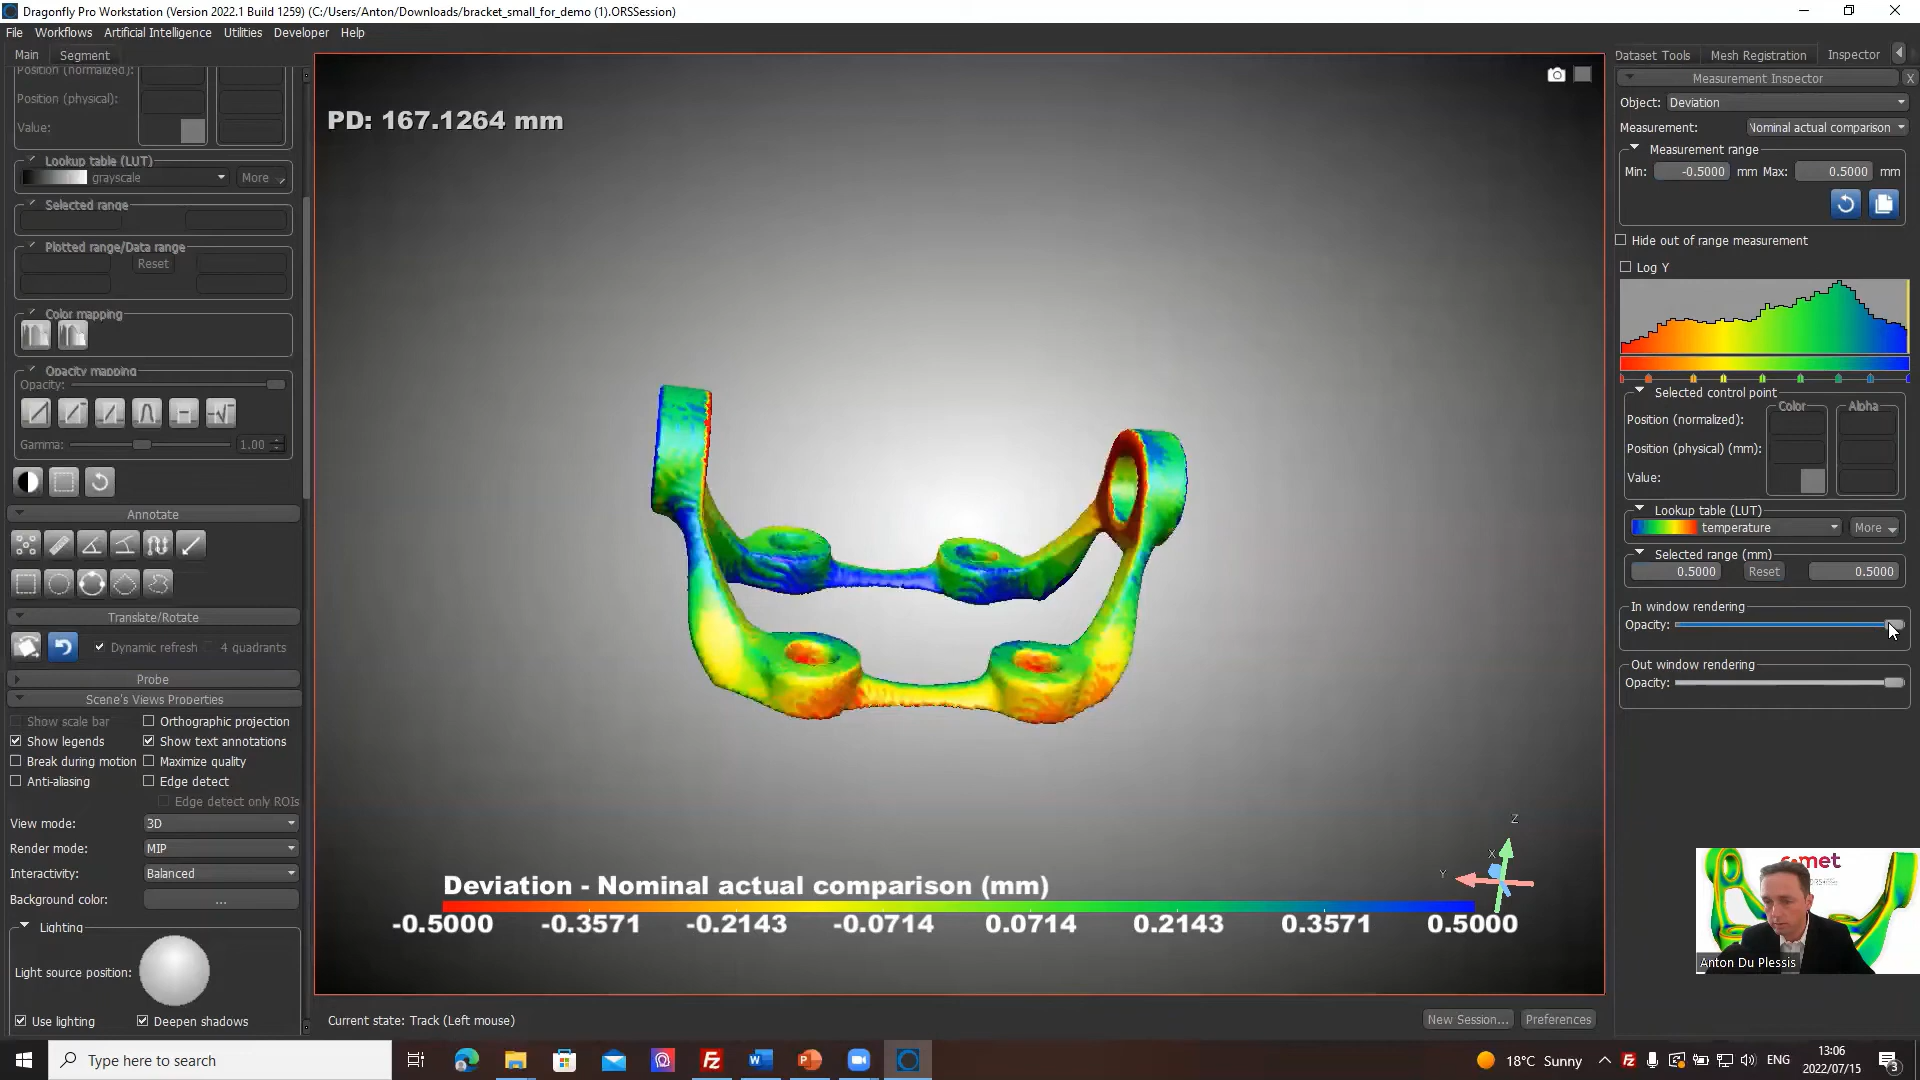 Dragonfly Pro Workstation (Version 2022.1 Build 1259) (C:/Users/Anton/Downloads/bracket_small_for_demo (1).ORSSession)
File Workflows Artificial Intelligence Utilities Developer Help
Main Segment
Position (normalized):
Position (physical):
Value:
Lookup table (LUT)
grayscale More
Selected range
Plotted range/Data range
Reset
Color mapping
Opacity mapping
Opacity:
Gamma: 1.00
Annotate
Translate/Rotate
Dynamic refresh 4 quadrants
Probe
Scene's Views Properties
Show scale bar Orthographic projection
Show legends Show text annotations
Break during motion Maximize quality
Anti-aliasing Edge detect
Edge detect only ROIs
View mode: 3D
Render mode: MIP
Interactivity: Balanced
Background color: ...
Lighting
Light source position:
Use lighting Deepen shadows
PD: 167.1264 mm
Z
X
Y
Deviation - Nominal actual comparison (mm)
-0.5000 -0.3571 -0.2143 -0.0714 0.0714 0.2143 0.3571 0.5000
Current state: Track (Left mouse)
New Session... Preferences
Dataset Tools Mesh Registration Inspector
Measurement Inspector X
Object: Deviation
Measurement: Nominal actual comparison
Measurement range
Min: -0.5000 mm Max: 0.5000 mm
Hide out of range measurement
Log Y
Selected control point
Color Alpha
Position (normalized):
Position (physical) (mm):
Value:
Lookup table (LUT)
temperature More
Selected range (mm)
0.5000 Reset 0.5000
In window rendering
Opacity:
Out window rendering
Opacity:
Anton Du Plessis
Type here to search
18°C Sunny
ENG
13:06
2022/07/15
3